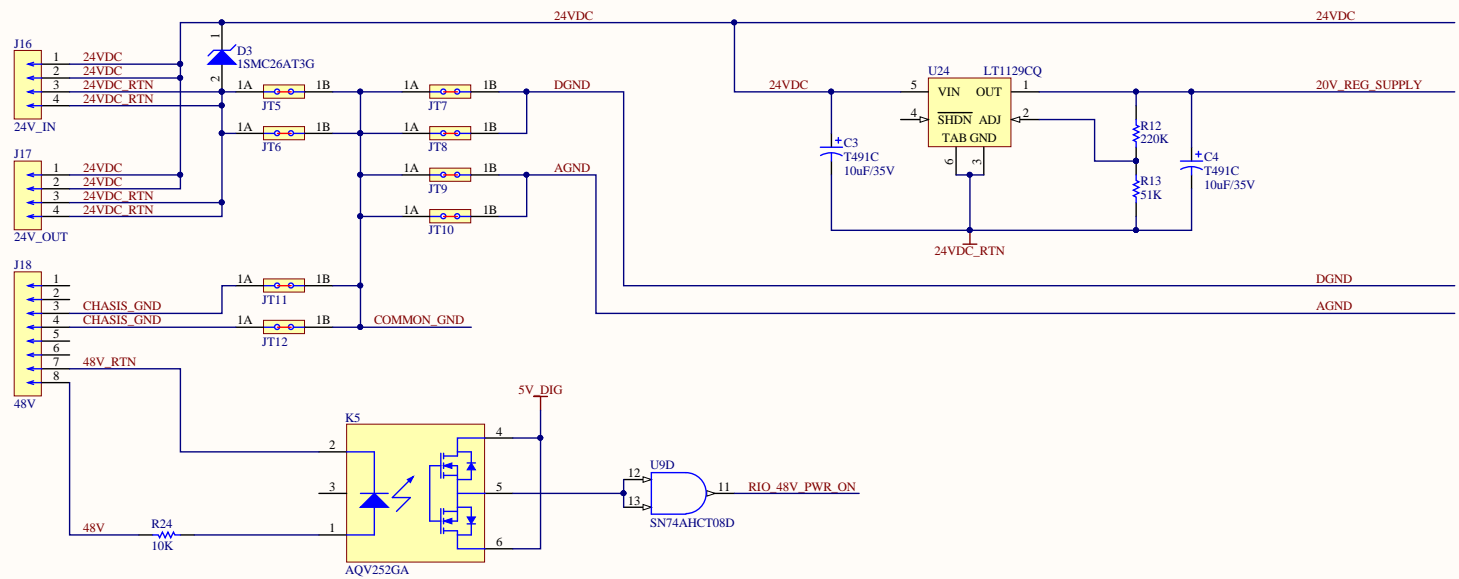 24VDC
24VDC
J16
1
24VDC
2
24VDC
3
24VDC_RTN
4
24VDC_RTN
24V_IN
1
D3
1SMC26AT3G
2
1A
1B
JT5
1A
1B
JT6
1A
1B
JT7
1A
1B
JT8
DGND
J17
1
24VDC
2
24VDC
3
24VDC_RTN
4
24VDC_RTN
24V_OUT
1A
1B
JT9
1A
1B
JT10
AGND
24VDC
U24
LT1129CQ
5
VIN
OUT
1
4
SHDN
ADJ
2
TAB
GND
6
3
C3
T491C
10uF/35V
R12
220K
R13
51K
C4
T491C
10uF/35V
20V_REG_SUPPLY
24VDC_RTN
DGND
AGND
J18
1
2
3
CHASIS_GND
4
CHASIS_GND
5
6
7
48V_RTN
8
48V
1A
1B
JT11
1A
1B
JT12
COMMON_GND
5V_DIG
K5
2
3
1
4
5
6
AQV252GA
48V
R24
10K
U9D
12
13
11
SN74AHCT08D
RIO_48V_PWR_ON